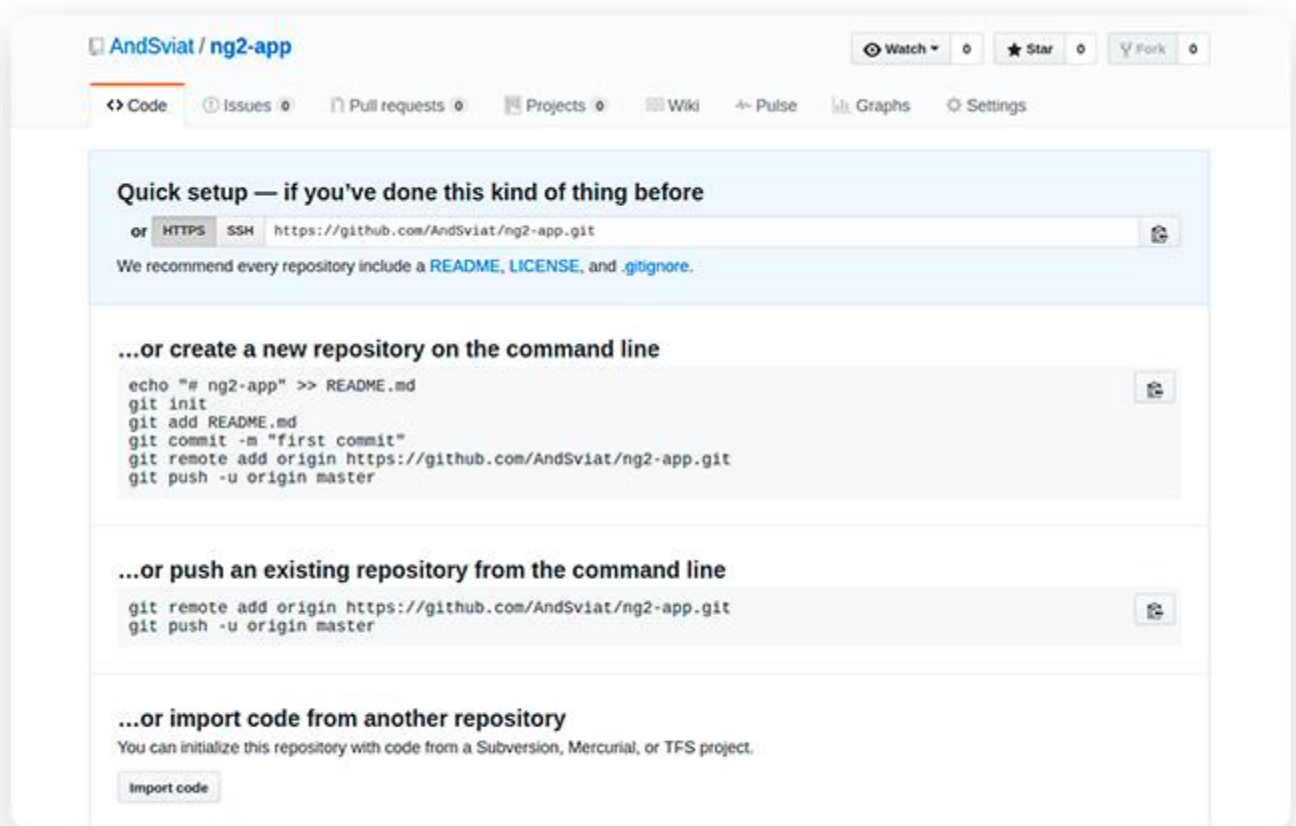 AndSviat / ng2-app
Watch 0 Star 0 Fork 0
<> Code Issues 0 Pull requests 0 Projects 0 Wiki Pulse Graphs Settings
Quick setup — if you’ve done this kind of thing before
or HTTPS SSH https://github.com/AndSviat/ng2-app.git
We recommend every repository include a README, LICENSE, and .gitignore.
…or create a new repository on the command line
echo "# ng2-app" >> README.md
git init
git add README.md
git commit -m "first commit"
git remote add origin https://github.com/AndSviat/ng2-app.git
git push -u origin master
…or push an existing repository from the command line
git remote add origin https://github.com/AndSviat/ng2-app.git
git push -u origin master
…or import code from another repository
You can initialize this repository with code from a Subversion, Mercurial, or TFS project.
Import code